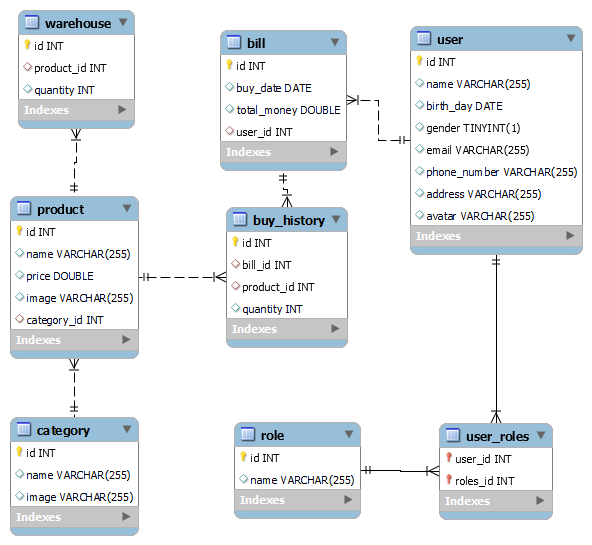 warehouse
id INT
product_id INT
quantity INT
Indexes
bill
id INT
buy_date DATE
total_money DOUBLE
user_id INT
Indexes
user
id INT
name VARCHAR(255)
birth_day DATE
gender TINYINT(1)
email VARCHAR(255)
phone_number VARCHAR(255)
address VARCHAR(255)
avatar VARCHAR(255)
Indexes
product
id INT
name VARCHAR(255)
price DOUBLE
image VARCHAR(255)
category_id INT
Indexes
buy_history
id INT
bill_id INT
product_id INT
quantity INT
Indexes
category
id INT
name VARCHAR(255)
image VARCHAR(255)
Indexes
role
id INT
name VARCHAR(255)
Indexes
user_roles
user_id INT
roles_id INT
Indexes